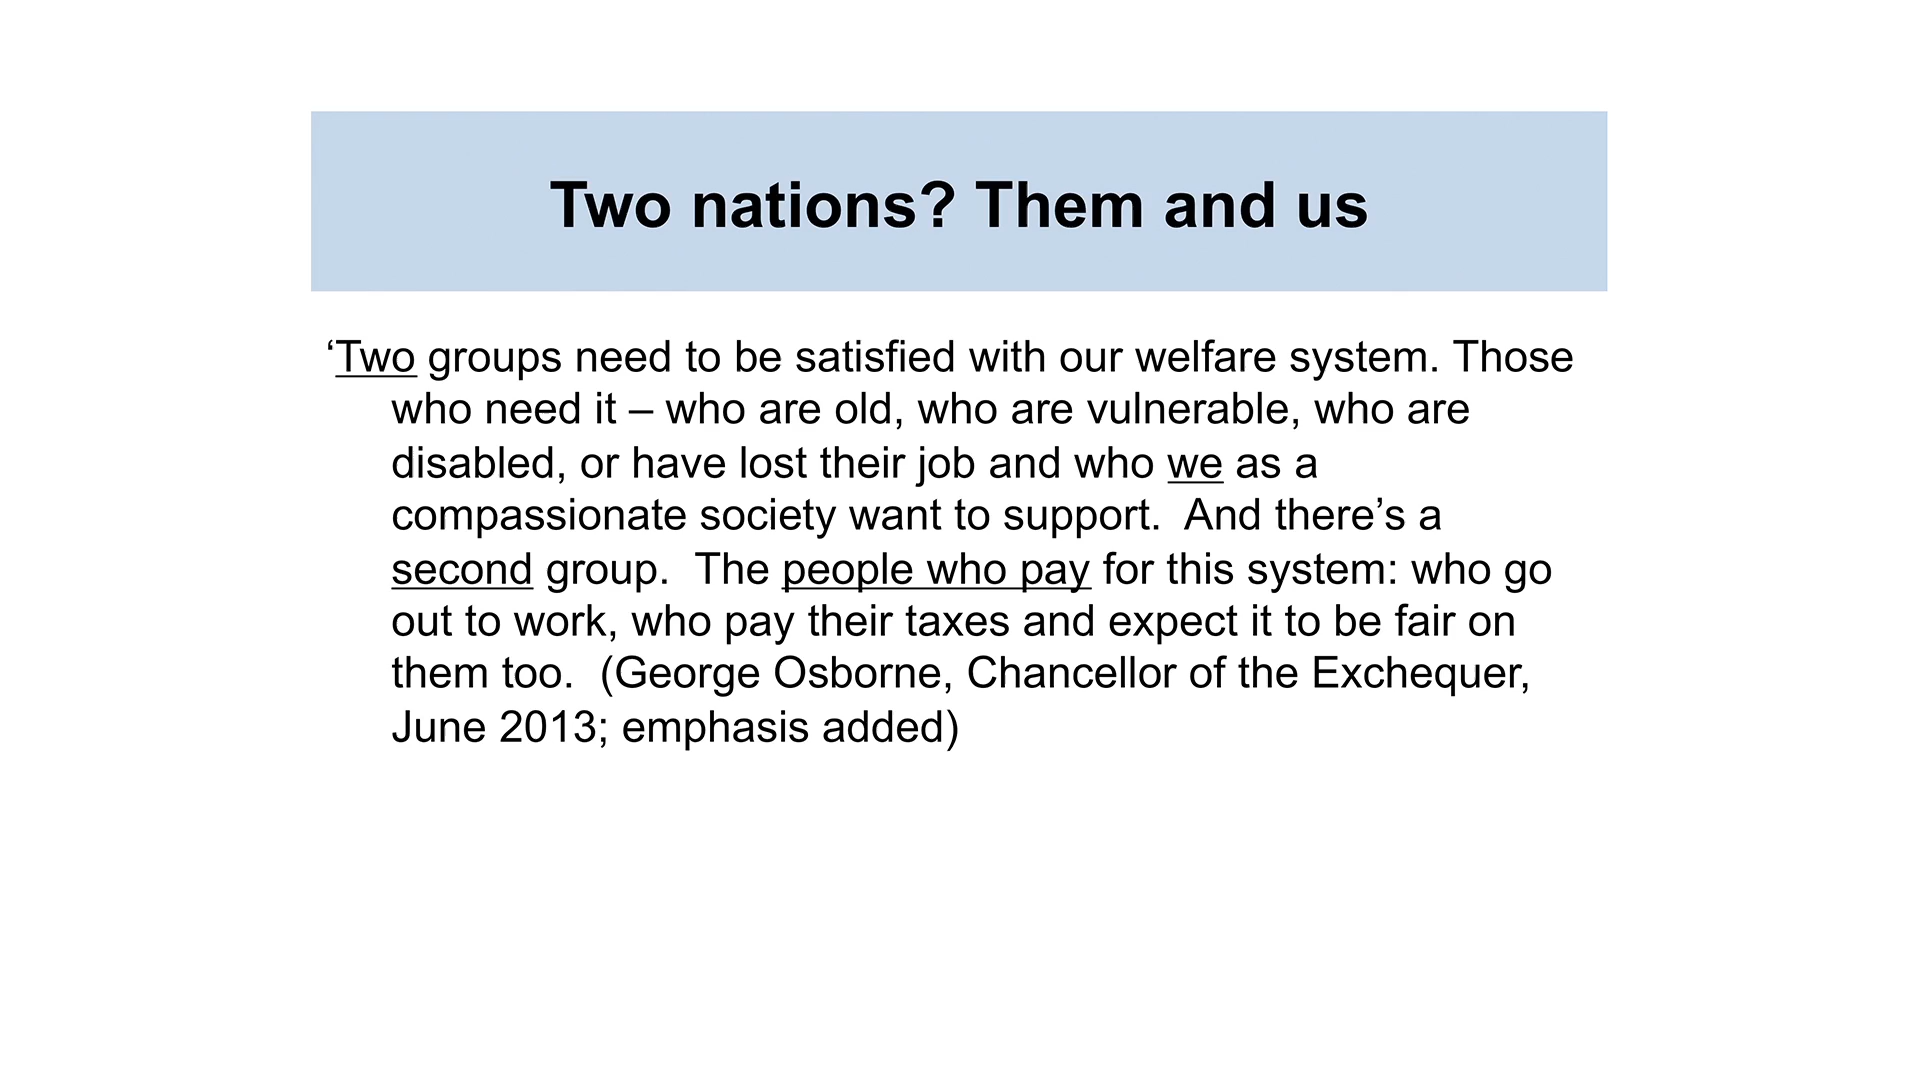 Two nations? Them and us
‘Two groups need to be satisfied with our welfare system. Those
who need it – who are old, who are vulnerable, who are
disabled, or have lost their job and who we as a
compassionate society want to support.  And there’s a
second group.  The people who pay for this system: who go
out to work, who pay their taxes and expect it to be fair on
them too.  (George Osborne, Chancellor of the Exchequer,
June 2013; emphasis added)